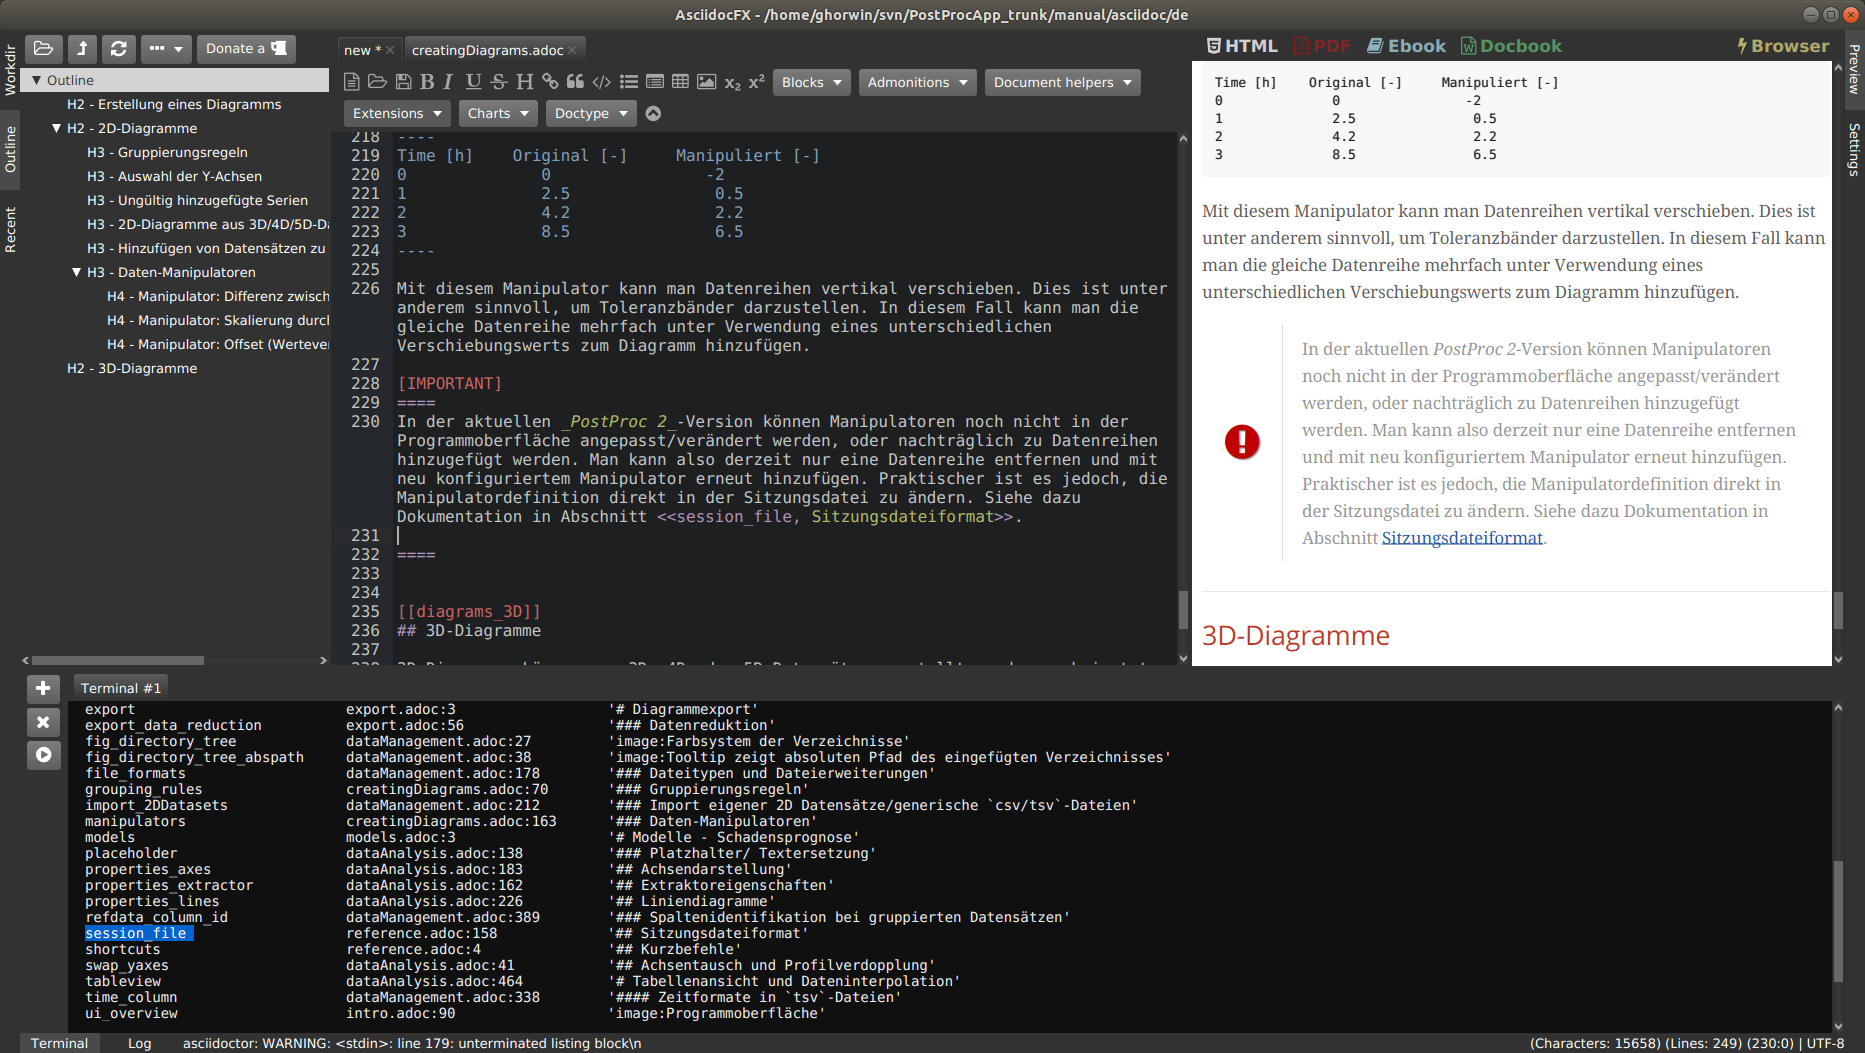 AsciidocFX - /home/ghorwin/svn/PostProcApp_trunk/manual/asciidoc/de
Workdir
Outline
Recent
Donate a
Outline
H2 - Erstellung eines Diagramms
H2 - 2D-Diagramme
H3 - Gruppierungsregeln
H3 - Auswahl der Y-Achsen
H3 - Ungültig hinzugefügte Serien
H3 - 2D-Diagramme aus 3D/4D/5D-Da
H3 - Hinzufügen von Datensätzen zu
H3 - Daten-Manipulatoren
H4 - Manipulator: Differenz zwisch
H4 - Manipulator: Skalierung durch
H4 - Manipulator: Offset (Wertever
H2 - 3D-Diagramme
new *
creatingDiagrams.adoc
Blocks
Admonitions
Document helpers
Extensions
Charts
Doctype
218 ----
219 Time [h] Original [-] Manipuliert [-]
220 0 0 -2
221 1 2.5 0.5
222 2 4.2 2.2
223 3 8.5 6.5
224 ----
225
226 Mit diesem Manipulator kann man Datenreihen vertikal verschieben. Dies ist unter
anderem sinnvoll, um Toleranzbänder darzustellen. In diesem Fall kann man die
gleiche Datenreihe mehrfach unter Verwendung eines unterschiedlichen
Verschiebungswerts zum Diagramm hinzufügen.
227
228 [IMPORTANT]
229 ====
230 In der aktuellen _PostProc 2_-Version können Manipulatoren noch nicht in der
Programmoberfläche angepasst/verändert werden, oder nachträglich zu Datenreihen
hinzugefügt werden. Man kann also derzeit nur eine Datenreihe entfernen und mit
neu konfiguriertem Manipulator erneut hinzufügen. Praktischer ist es jedoch, die
Manipulatordefinition direkt in der Sitzungsdatei zu ändern. Siehe dazu
Dokumentation in Abschnitt <<session_file, Sitzungsdateiformat>>.
231
232 ====
233
234
235 [[diagrams_3D]]
236 ## 3D-Diagramme
237
HTML
PDF
Ebook
Docbook
Browser
Preview
Settings
Time [h] Original [-] Manipuliert [-]
0 0 -2
1 2.5 0.5
2 4.2 2.2
3 8.5 6.5
Mit diesem Manipulator kann man Datenreihen vertikal verschieben. Dies ist
unter anderem sinnvoll, um Toleranzbänder darzustellen. In diesem Fall kann
man die gleiche Datenreihe mehrfach unter Verwendung eines
unterschiedlichen Verschiebungswerts zum Diagramm hinzufügen.
In der aktuellen PostProc 2-Version können Manipulatoren
noch nicht in der Programmoberfläche angepasst/verändert
werden, oder nachträglich zu Datenreihen hinzugefügt
werden. Man kann also derzeit nur eine Datenreihe entfernen
und mit neu konfiguriertem Manipulator erneut hinzufügen.
Praktischer ist es jedoch, die Manipulatordefinition direkt in
der Sitzungsdatei zu ändern. Siehe dazu Dokumentation in
Abschnitt Sitzungsdateiformat.
3D-Diagramme
Terminal #1
export export.adoc:3 '# Diagrammexport'
export_data_reduction export.adoc:56 '### Datenreduktion'
fig_directory_tree dataManagement.adoc:27 'image:Farbsystem der Verzeichnisse'
fig_directory_tree_abspath dataManagement.adoc:38 'image:Tooltip zeigt absoluten Pfad des eingefügten Verzeichnisses'
file_formats dataManagement.adoc:178 '### Dateitypen und Dateierweiterungen'
grouping_rules creatingDiagrams.adoc:70 '### Gruppierungsregeln'
import_2DDatasets dataManagement.adoc:212 '### Import eigener 2D Datensätze/generische `csv/tsv`-Dateien'
manipulators creatingDiagrams.adoc:163 '### Daten-Manipulatoren'
models models.adoc:3 '# Modelle - Schadensprognose'
placeholder dataAnalysis.adoc:138 '### Platzhalter/ Textersetzung'
properties_axes dataAnalysis.adoc:183 '## Achsendarstellung'
properties_extractor dataAnalysis.adoc:162 '## Extraktoreigenschaften'
properties_lines dataAnalysis.adoc:226 '## Liniendiagramme'
refdata_column_id dataManagement.adoc:389 '### Spaltenidentifikation bei gruppierten Datensätzen'
session_file reference.adoc:158 '## Sitzungsdateiformat'
shortcuts reference.adoc:4 '## Kurzbefehle'
swap_yaxes dataAnalysis.adoc:41 '## Achsentausch und Profilverdopplung'
tableview dataAnalysis.adoc:464 '# Tabellenansicht und Dateninterpolation'
time_column dataManagement.adoc:338 '#### Zeitformate in `tsv`-Dateien'
ui_overview intro.adoc:90 'image:Programmoberfläche'
Terminal
Log
asciidoctor: WARNING: <stdin>: line 179: unterminated listing block\n
(Characters: 15658) (Lines: 249) (230:0) | UTF-8